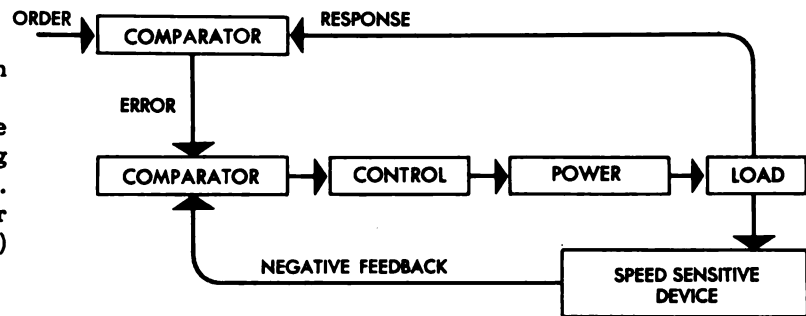 ORDER
RESPONSE
COMPARATOR
n
ERROR
e
g
COMPARATOR
CONTROL
POWER
LOAD
.
r
)
NEGATIVE FEEDBACK
SPEED SENSITIVE
DEVICE